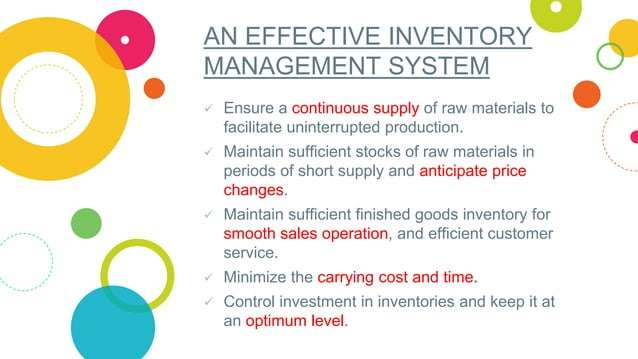 AN EFFECTIVE INVENTORY
MANAGEMENT SYSTEM
✓ Ensure a continuous supply of raw materials to
facilitate uninterrupted production.
✓ Maintain sufficient stocks of raw materials in
periods of short supply and anticipate price
changes.
✓ Maintain sufficient finished goods inventory for
smooth sales operation, and efficient customer
service.
✓ Minimize the carrying cost and time.
✓ Control investment in inventories and keep it at
an optimum level.